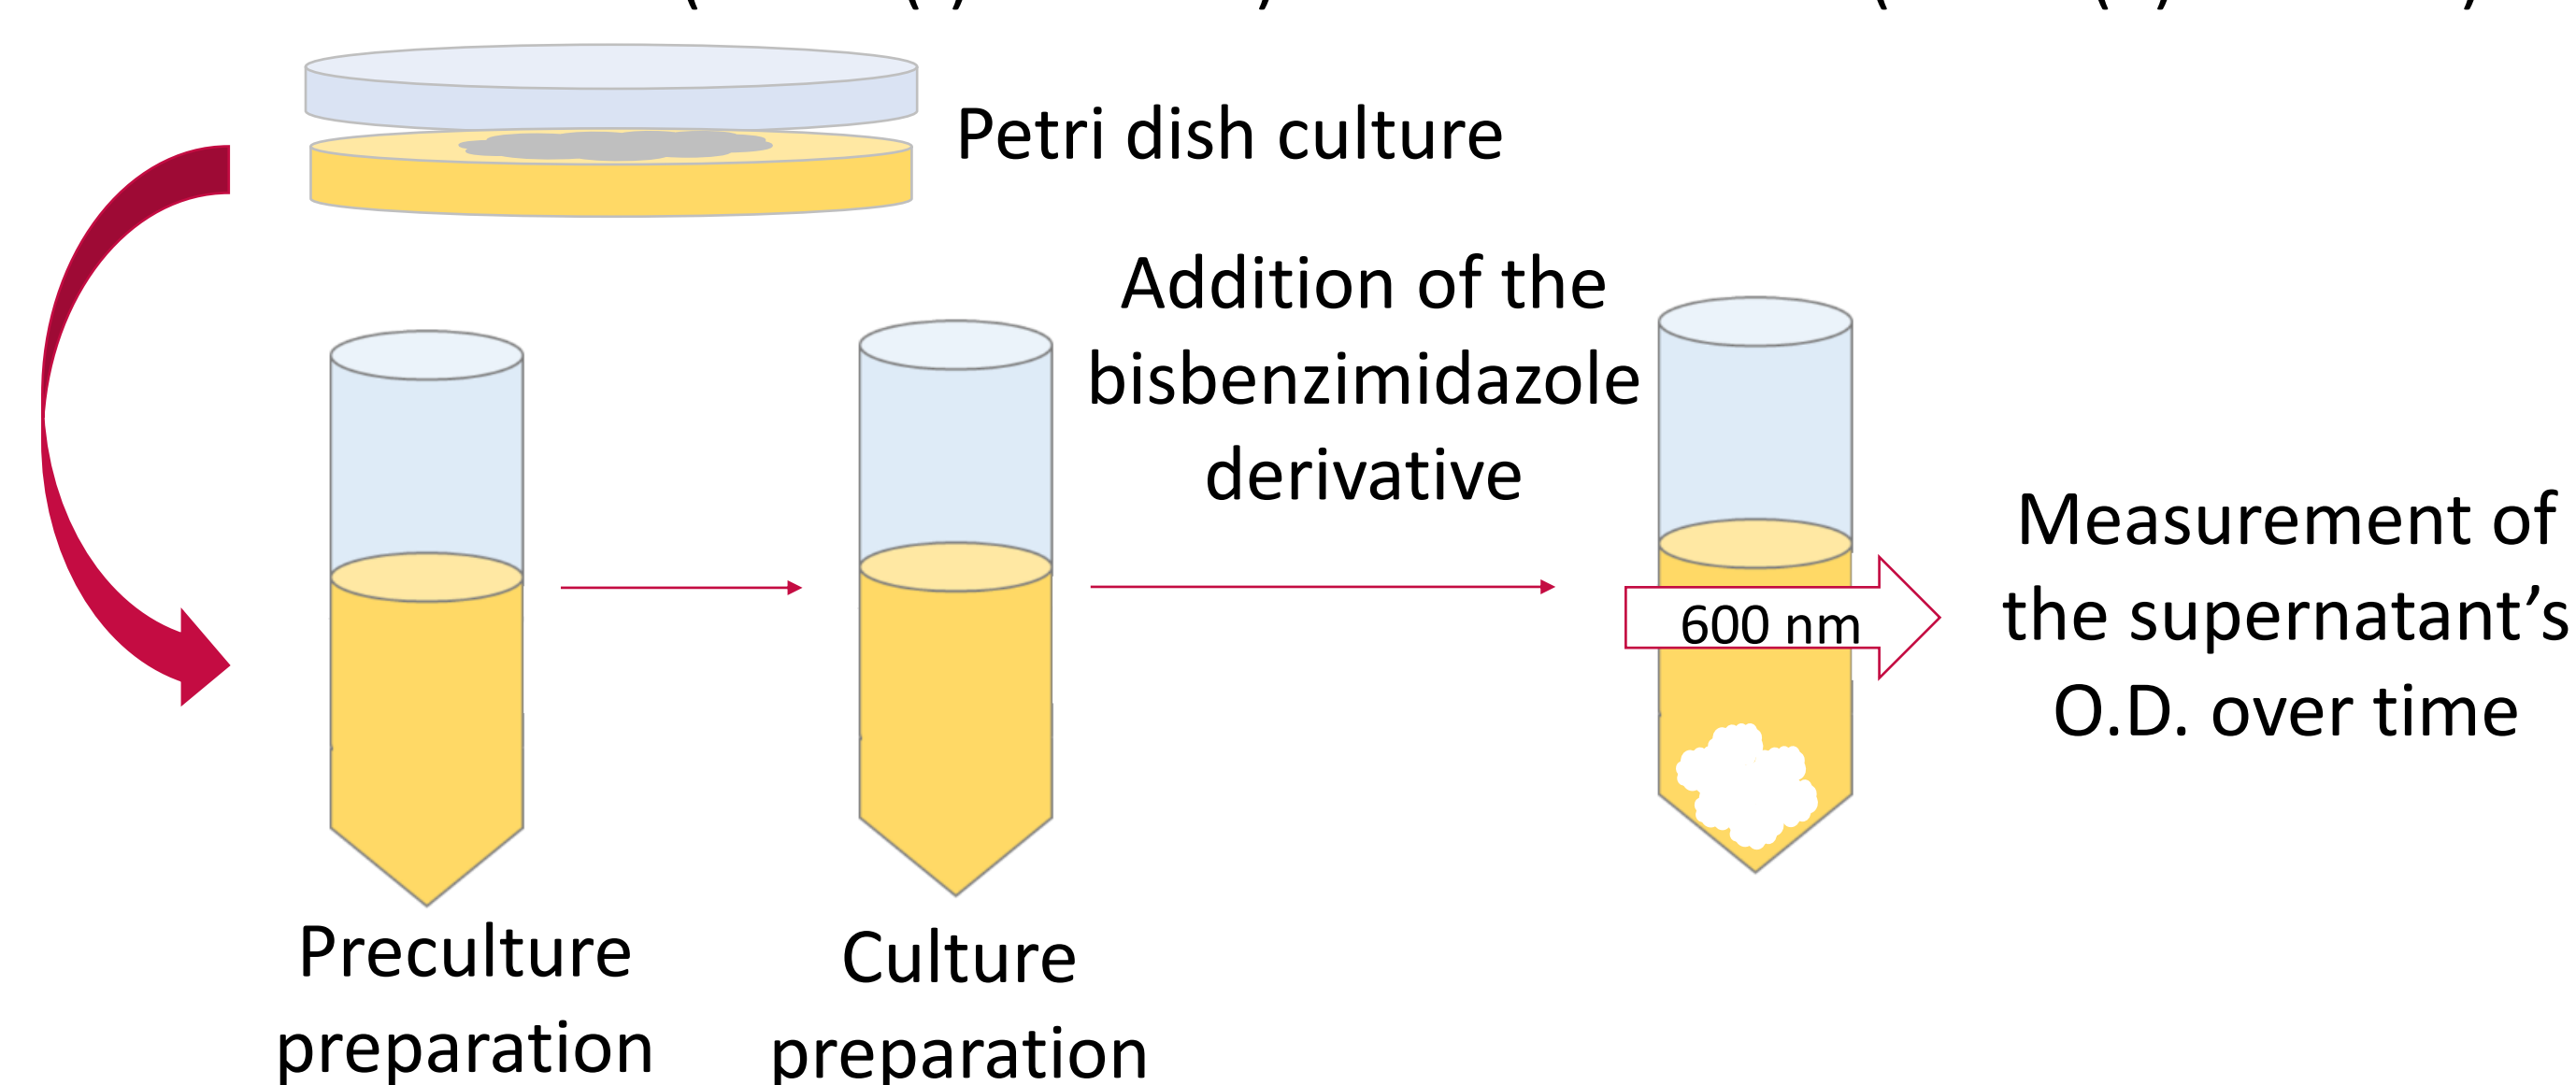 Petri dish culture
Addition of the
bisbenzimidazole
derivative
600 nm
Measurement of
the supernatant’s
O.D. over time
Preculture
preparation
Culture
preparation